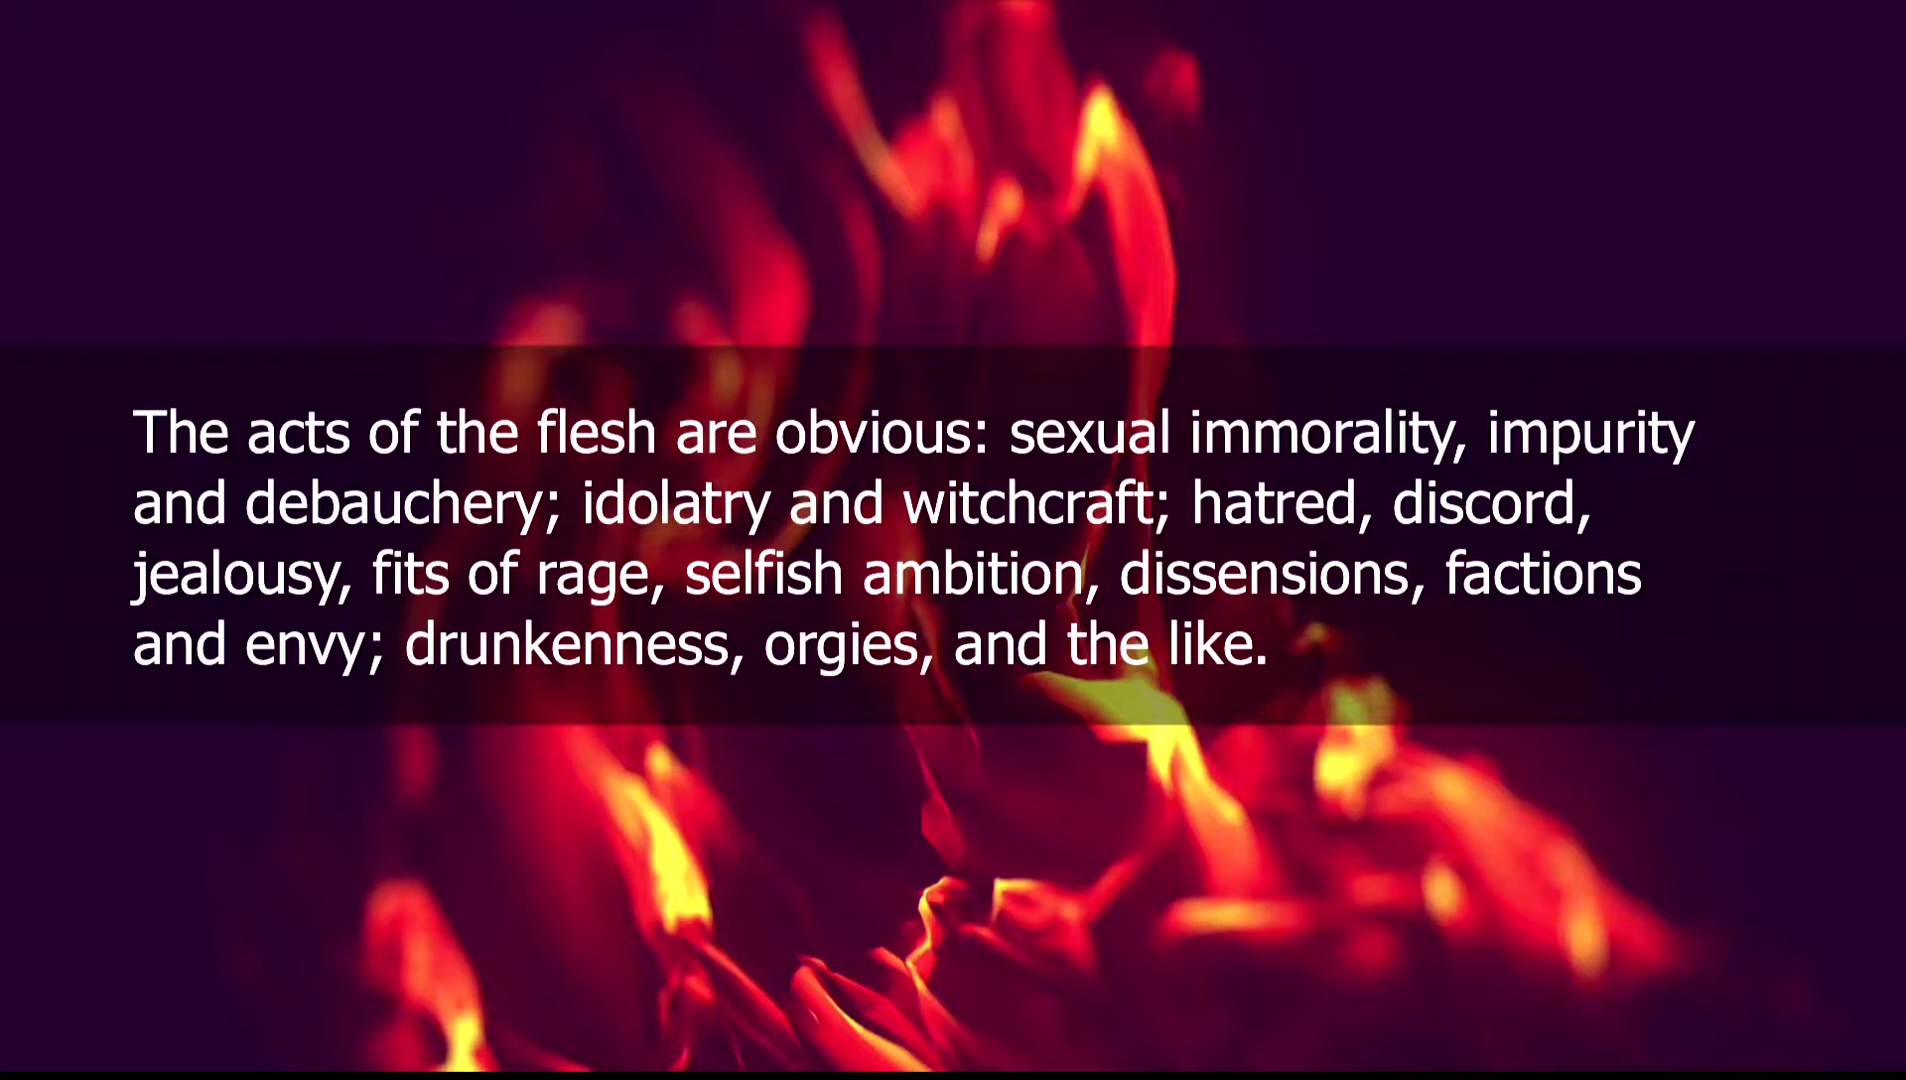 The acts of the flesh are obvious: sexual immorality, impurity
and debauchery; idolatry and witchcraft; hatred, discord,
jealousy, fits of rage, selfish ambition, dissensions, factions
and envy; drunkenness, orgies, and the like.